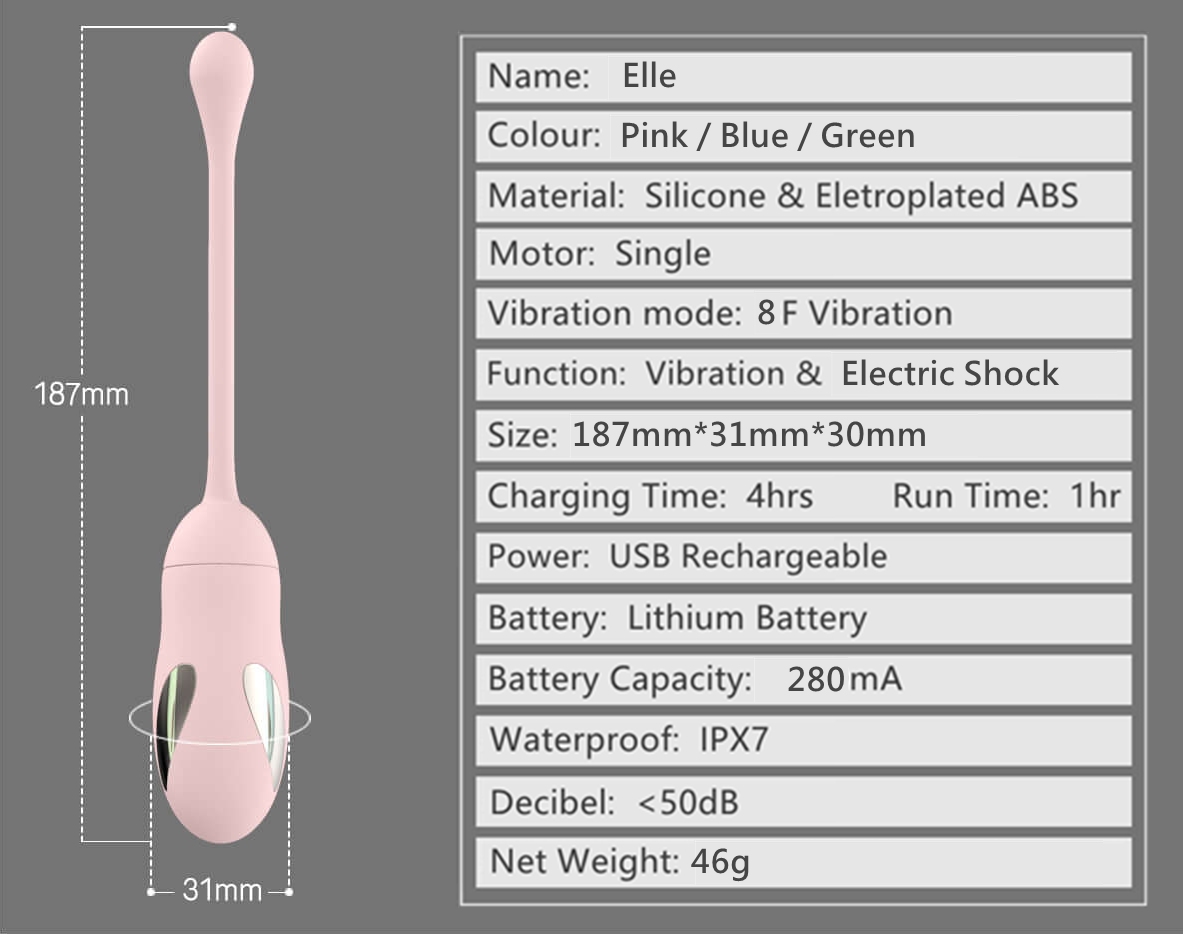 Name: Elle
Colour: Pink / Blue / Green
Material: Silicone & Eletroplated ABS
Motor: Single
Vibration mode: 8 F Vibration
Function: Vibration & Electric Shock
187mm
Size: 187mm*31mm*30mm
Charging Time: 4hrs Run Time: 1hr
Power: USB Rechargeable
Battery: Lithium Battery
Battery Capacity: 280mA
Waterproof: IPX7
Decibel: <50dB
Net Weight: 46g
31mm